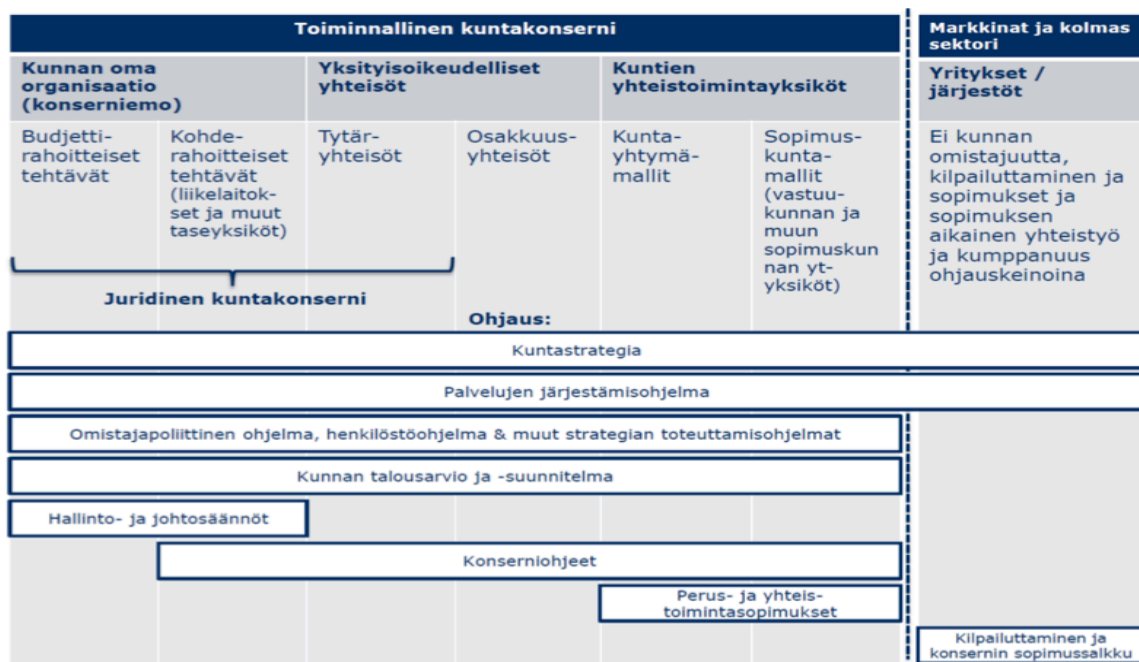 Toiminnallinen kuntakonserni
Markkinat ja kolmas
sektori
Kunnan oma
organisaatio
(konserniemo)
Yksityisoikeudelliset
yhteisöt
Kuntien
yhteistoimintayksiköt
Yritykset /
järjestöt
Budjetti-
rahoitteiset
tehtävät
Kohde-
rahoitteiset
tehtävät
(liikelaitok-
set ja muut
taseyksiköt)
Tytär-
yhteisöt
Osakkuus-
yhteisöt
Kunta-
yhtymä-
mallit
Sopimus-
kunta-
mallit
(vastuu-
kunnan ja
muun
sopimuskun
nan yt-
yksiköt)
Ei kunnan
omistajuutta,
kilpailuttaminen ja
sopimukset ja
sopimuksen
aikainen yhteistyö
ja kumppanuus
ohjauskeinoina
Juridinen kuntakonserni
Ohjaus:
Kuntastrategia
Palvelujen järjestämisohjelma
Omistajapoliittinen ohjelma, henkilöstöohjelma & muut strategian toteuttamisohjelmat
Kunnan talousarvio ja -suunnitelma
Hallinto- ja johtosäännöt
Konserniohjeet
Perus- ja yhteis-
toimintasopimukset
Kilpailuttaminen ja
konsernin sopimussalkku